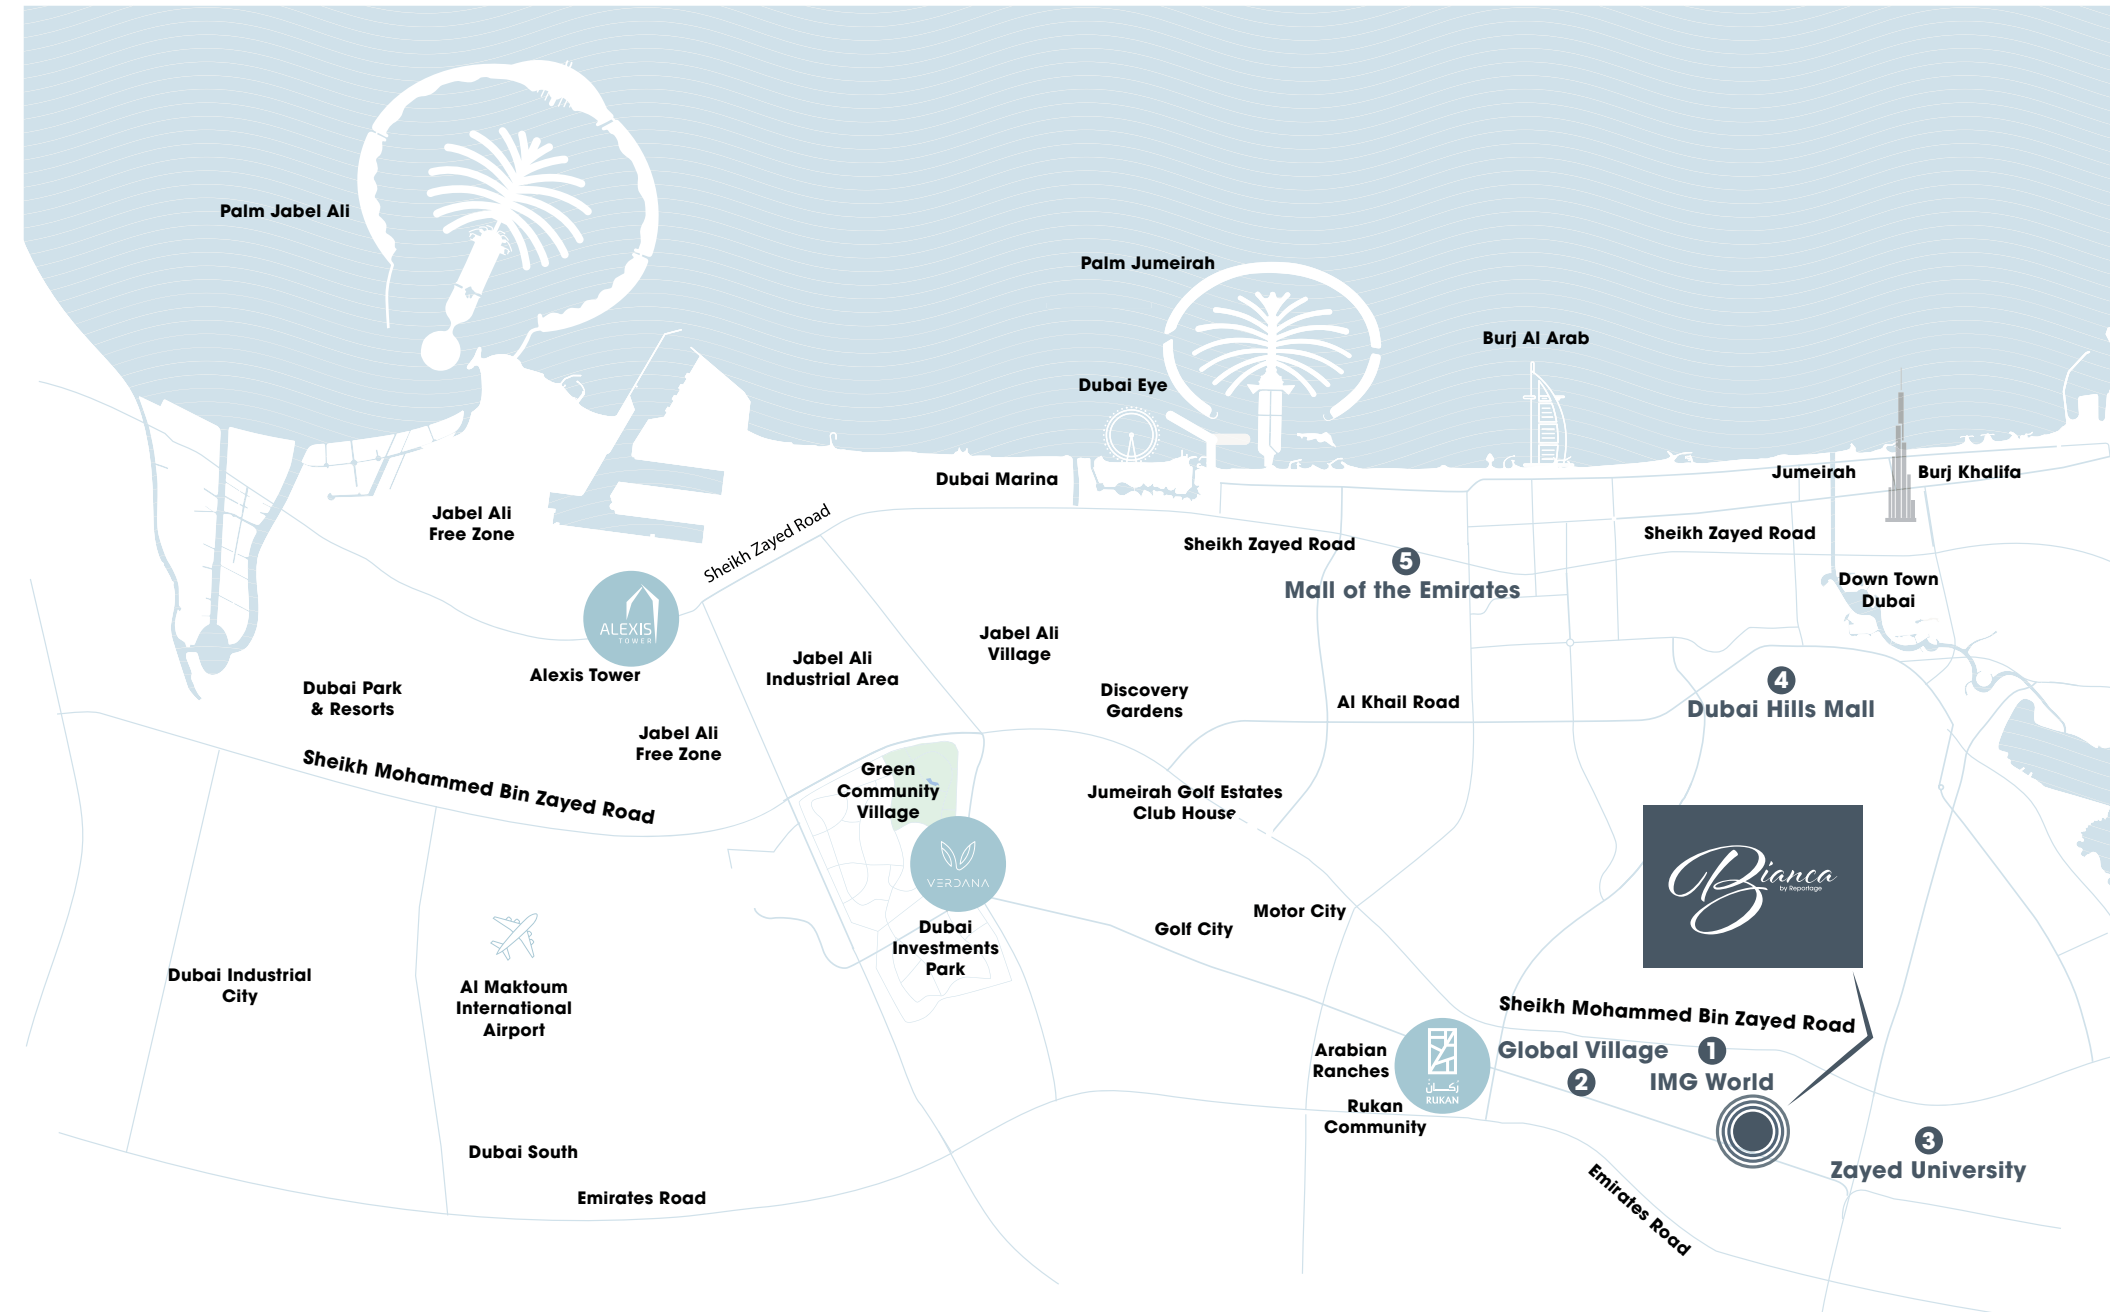 Palm Jabel Ali
Palm Jumeirah
Burj Al Arab
Dubai Eye
Dubai Marina
Jumeirah
Burj Khalifa
Jabel Ali
Free Zone
Sheikh Zayed Road
Sheikh Zayed Road
5
Mall of the Emirates
Sheikh Zayed Road
Down Town
Dubai
ALEXIS
TOWER
Alexis Tower
Jabel Ali
Industrial Area
Jabel Ali
Village
Dubai Park
& Resorts
Discovery
Gardens
Al Khail Road
4
Dubai Hills Mall
Jabel Ali
Free Zone
Sheikh Mohammed Bin Zayed Road
Green
Community
Village
Jumeirah Golf Estates
Club House
VERDANA
Bianca
by Reportage
Dubai
Investments
Park
Golf City
Motor City
Dubai Industrial
City
Al Maktoum
International
Airport
Sheikh Mohammed Bin Zayed Road
Arabian
Ranches
رُكــان
RUKAN
Global Village
2
1
IMG World
Rukan
Community
3
Zayed University
Dubai South
Emirates Road
Emirates Road